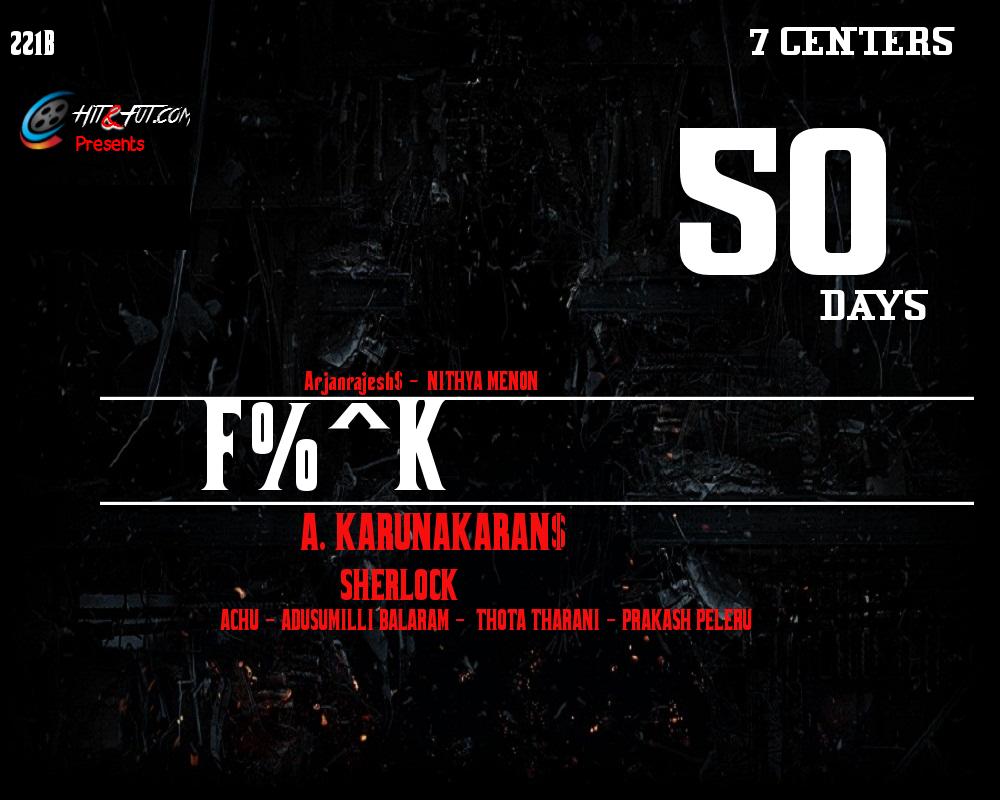 221B
7 CENTERS
HIT&FUT.COM
Presents
50
DAYS
Arjanrajesh$ - NITHYA MENON
F%^K
A. KARUNAKARAN$
SHERLOCK
ACHU - ADUSUMILLI BALARAM - THOTA THARANI - PRAKASH PELERU